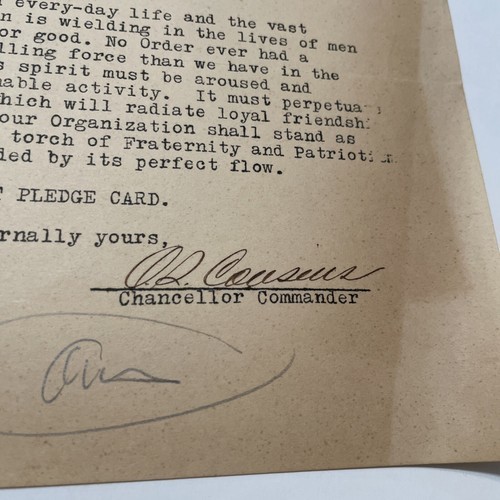 every-day life and the vast
n is wielding in the lives of men
or good. No Order ever had a
lling force than we have in the
s spirit must be aroused and
nable activity. It must perpetua
hich will radiate loyal friendsh
our Organization shall stand as
torch of Fraternity and Patriot
ded by its perfect flow.
T PLEDGE CARD.
ernally yours,
Cousens
Chancellor Commander